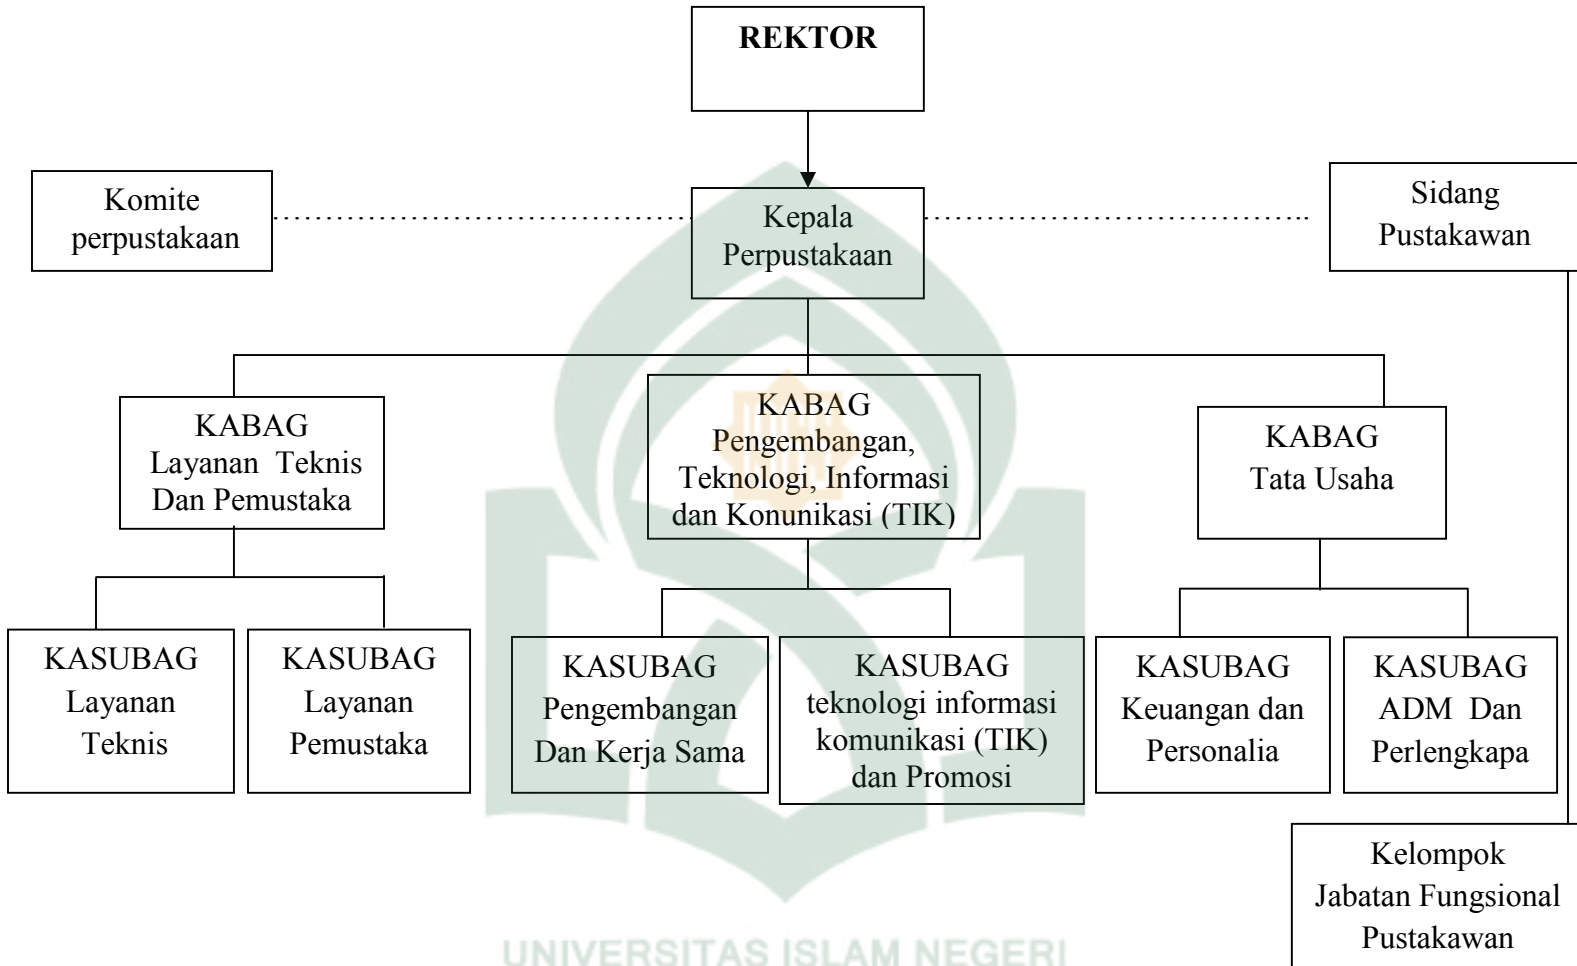 REKTOR
Komite
perpustakaan
Kepala
Perpustakaan
Sidang
Pustakawan
KABAG
Layanan Teknis
Dan Pemustaka
KABAG
Pengembangan,
Teknologi, Informasi
dan Konunikasi (TIK)
KABAG
Tata Usaha
KASUBAG
Layanan
Teknis
KASUBAG
Layanan
Pemustaka
KASUBAG
Pengembangan
Dan Kerja Sama
KASUBAG
teknologi informasi
komunikasi (TIK)
dan Promosi
KASUBAG
Keuangan dan
Personalia
KASUBAG
ADM Dan
Perlengkapa
Kelompok
Jabatan Fungsional
Pustakawan
UNIVERSITAS ISLAM NEGERI